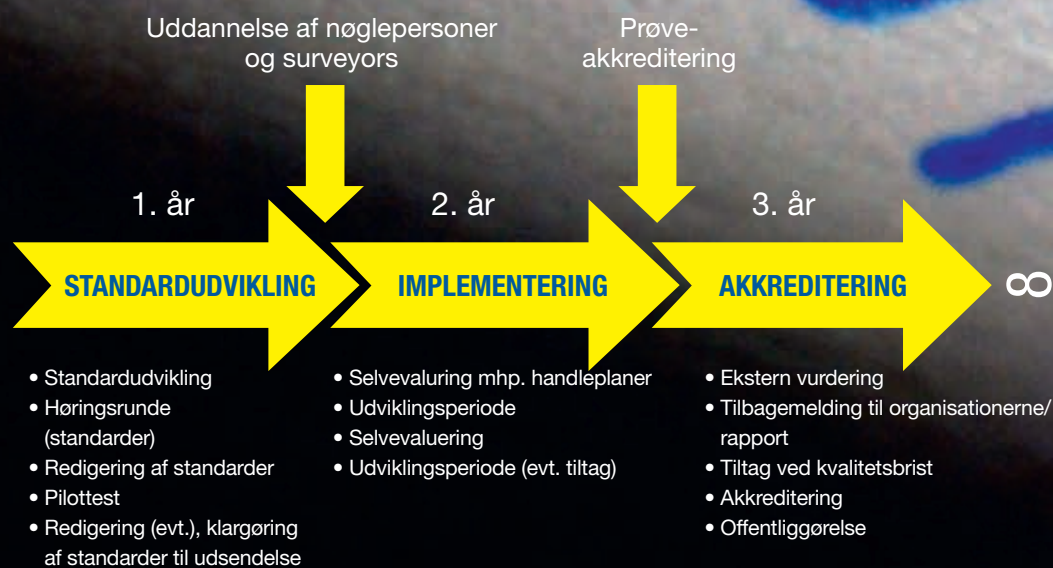 Uddannelse af nøglepersoner
og surveyors
Prøve-
akkreditering
1. år
2. år
3. år
STANDARDUDVIKLING
IMPLEMENTERING
AKKREDITERING
8
• Standardudvikling
• Høringsrunde
(standarder)
• Redigering af standarder
• Pilottest
• Redigering (evt.), klargøring
af standarder til udsendelse
• Selvevaluring mhp. handleplaner
• Udviklingsperiode
• Selvevaluering
• Udviklingsperiode (evt. tiltag)
• Ekstern vurdering
• Tilbagemelding til organisationerne/
rapport
• Tiltag ved kvalitetsbrist
• Akkreditering
• Offentliggørelse